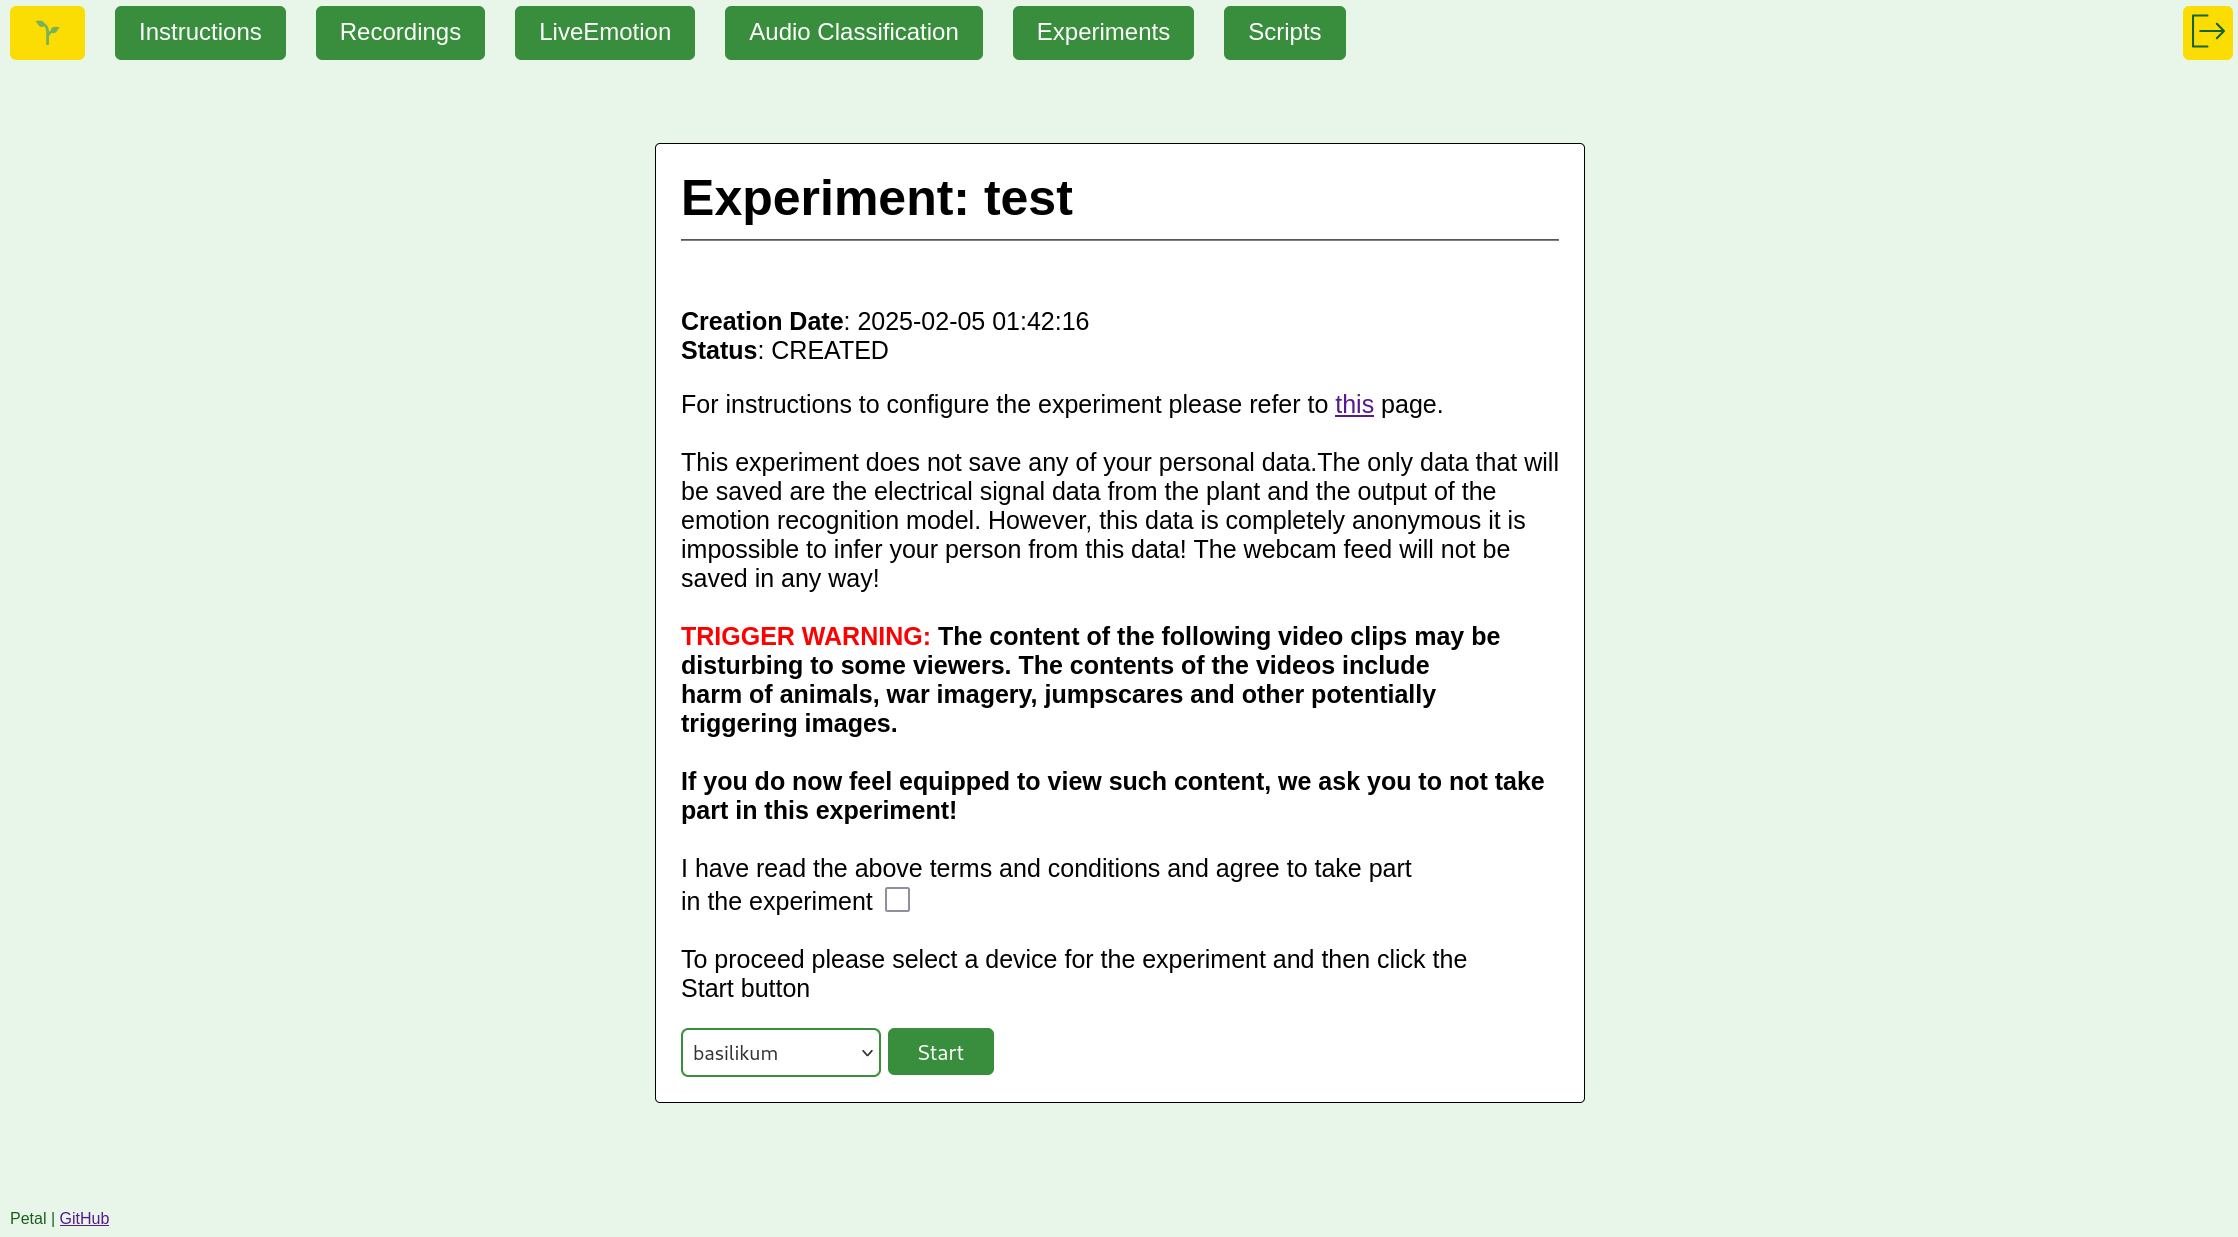 Instructions
Recordings
LiveEmotion
Audio Classification
Experiments
Scripts
Experiment: test
Creation Date: 2025-02-05 01:42:16
Status: CREATED
For instructions to configure the experiment please refer to this page.
This experiment does not save any of your personal data.The only data that will
be saved are the electrical signal data from the plant and the output of the
emotion recognition model. However, this data is completely anonymous it is
impossible to infer your person from this data! The webcam feed will not be
saved in any way!
TRIGGER WARNING: The content of the following video clips may be
disturbing to some viewers. The contents of the videos include
harm of animals, war imagery, jumpscares and other potentially
triggering images.
If you do now feel equipped to view such content, we ask you to not take
part in this experiment!
I have read the above terms and conditions and agree to take part
in the experiment
To proceed please select a device for the experiment and then click the
Start button
basilikum
Start
Petal | GitHub